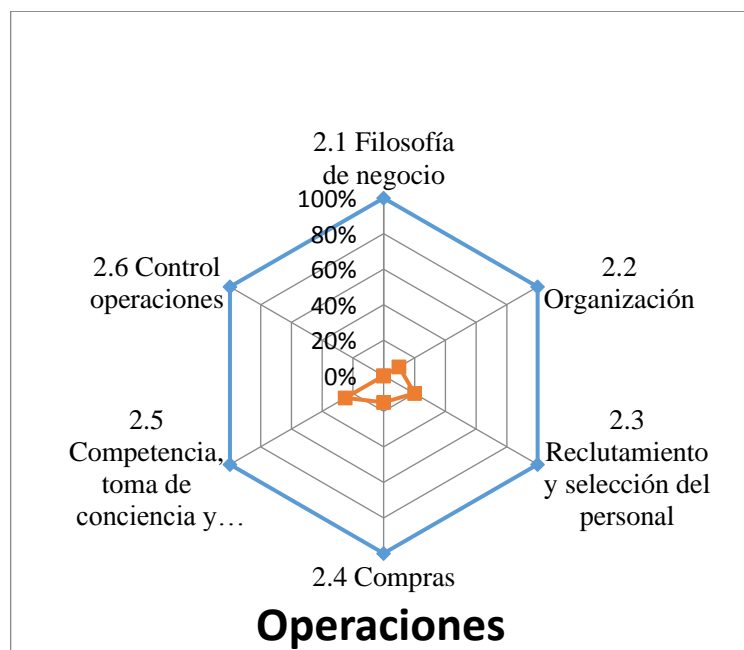 2.1 Filosofía
de negocio
100%
80%
60%
40%
20%
0%
2.2
Organización
2.3
Reclutamiento
y selección del
personal
2.4 Compras
2.5
Competencia,
toma de
conciencia y…
2.6 Control
operaciones
Operaciones